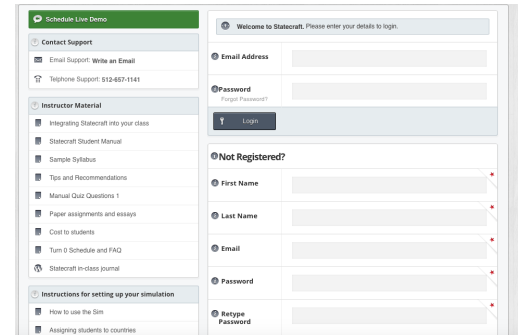 Schedule Live Demo
Contact Support
Email Support: Write an Email
Telphone Support: 512-657-1141
Instructor Material
Integrating Statecraft into your class
Statecraft Student Manual
Sample Syllabus
Tips and Recommendations
Manual Quiz Questions 1
Paper assignments and essays
Cost to students
Turn 0 Schedule and FAQ
Statecraft in-class journal
Instructions for setting up your simulation
How to use the Sim
Assigning students to countries
Welcome to Statecraft. Please enter your details to login.
Email Address
Password
Forgot Password?
Login
Not Registered?
First Name
*
Last Name
*
Email
*
Password
*
Retype
Password
*